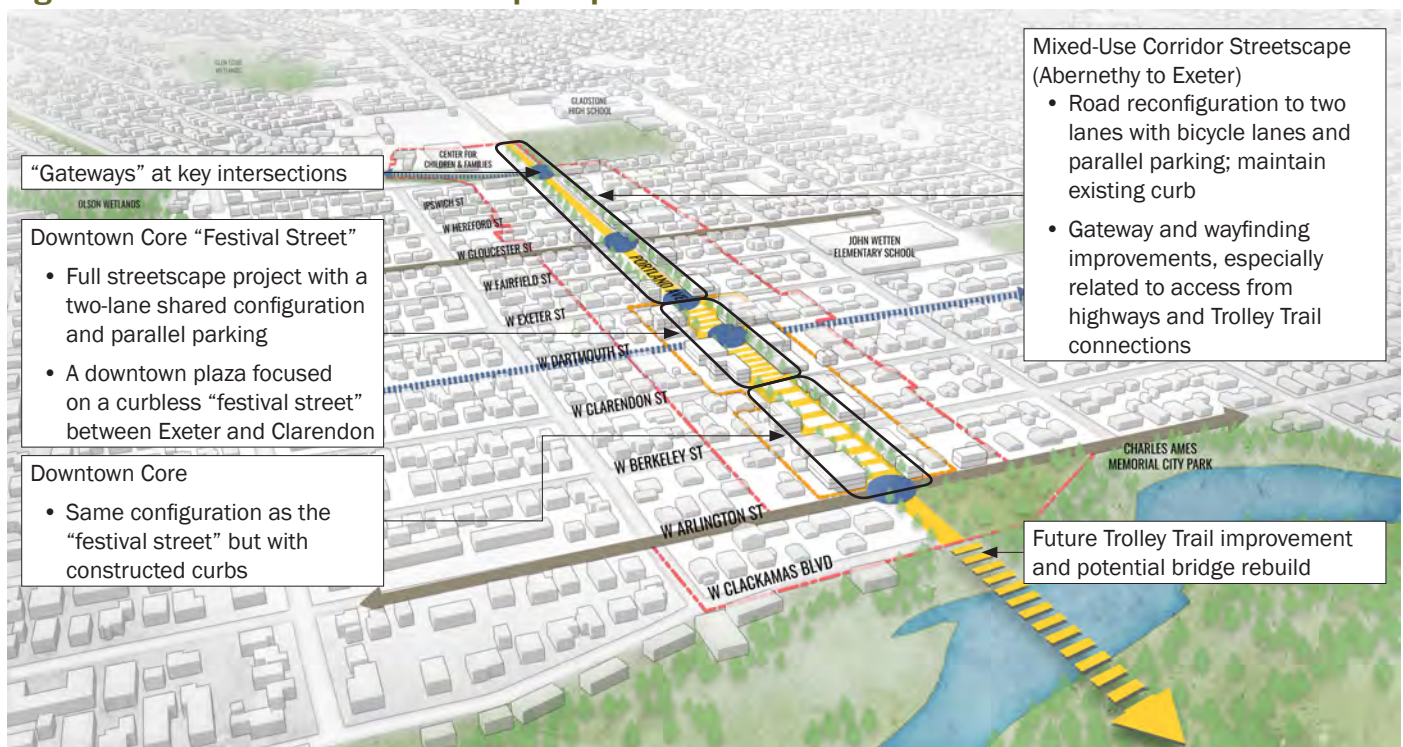 GLEN ECHO
WETLANDS
GLADSTONE
HIGH SCHOOL
CENTER FOR
CHILDREN & FAMILIES
"Gateways" at key intersections
OLSON WETLANDS
IPSWICH ST
W HEREFORD ST
W GLOUCESTER ST
W FAIRFIELD ST
W EXETER ST
W DARTMOUTH ST
W CLARENDON ST
W BERKELEY ST
W ARLINGTON ST
W CLACKAMAS BLVD
JOHN WETTEN
ELEMENTARY SCHOOL
CHARLES AMES
MEMORIAL CITY PARK
Downtown Core "Festival Street"
• Full streetscape project with a
two-lane shared configuration
and parallel parking
• A downtown plaza focused
on a curbless "festival street"
between Exeter and Clarendon
Downtown Core
• Same configuration as the
"festival street" but with
constructed curbs
Mixed-Use Corridor Streetscape
(Abernethy to Exeter)
• Road reconfiguration to two
lanes with bicycle lanes and
parallel parking; maintain
existing curb
• Gateway and wayfinding
improvements, especially
related to access from
highways and Trolley Trail
connections
Future Trolley Trail improvement
and potential bridge rebuild
PORTLAND